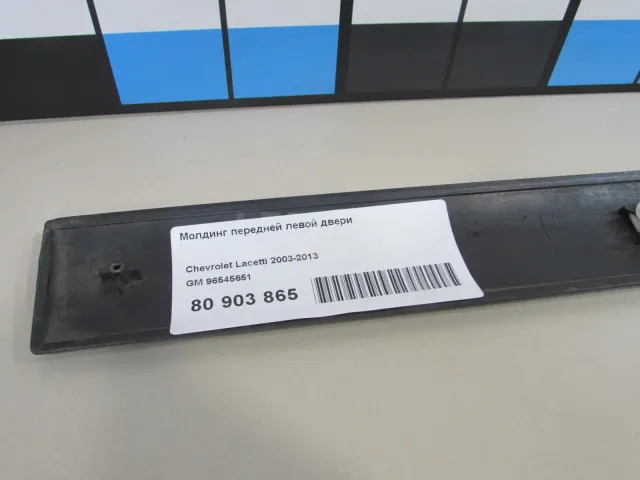 Молдинг передней левой двери
Chevrolet Lacetti 2003-2013
GM 96545651
80 903 865